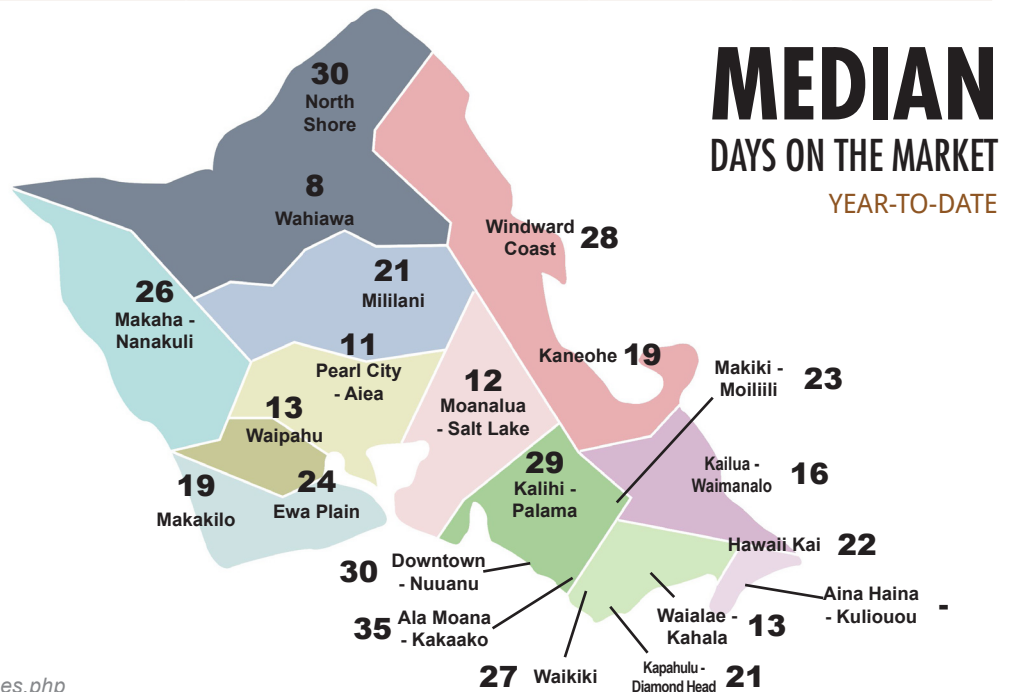 MEDIAN
DAYS ON THE MARKET
YEAR-TO-DATE
30
North
Shore
8
Wahiawa
Windward
Coast 28
21
Mililani
26
Makaha -
Nanakuli
11
Pearl City
- Aiea
Kaneohe 19
12
Moanalua
- Salt Lake
Makiki -
Moiliili 23
13
Waipahu
29
Kalihi -
Palama
Kailua -
Waimanalo 16
19
Makakilo
24
Ewa Plain
Hawaii Kai 22
30 Downtown
- Nuuanu
Aina Haina
- Kuliouou -
35 Ala Moana
- Kakaako
Waialae -
Kahala 13
27 Waikiki
Kapahulu -
Diamond Head 21
es.php